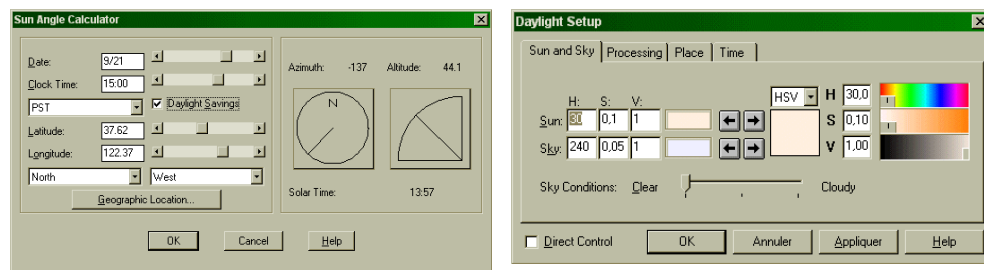 Sun Angle Calculator
Date: 9/21
Clock Time: 15:00
PST Daylight Savings
Latitude: 37.62
Longitude: 122.37
North West
Geographic Location...
Azimuth: -137 Altitude: 44.1
N
Solar Time: 13:57
OK Cancel Help
Daylight Setup
Sun and Sky Processing Place Time
H: S: V:
Sun: 30 0,1 1
Sky: 240 0,05 1
HSV H 30,0
S 0,10
V 1,00
Sky Conditions: Clear Cloudy
Direct Control OK Annuler Appliquer Help